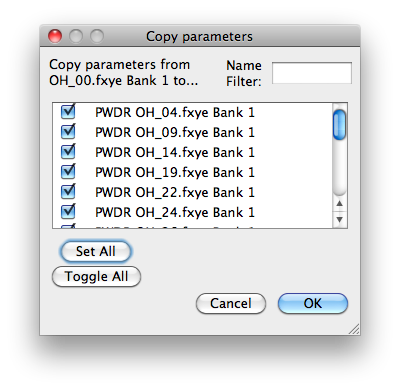 Copy parameters
Copy parameters from
OH_00.fxye Bank 1 to...
Name
Filter:
PWDR OH_04.fxye Bank 1
PWDR OH_09.fxye Bank 1
PWDR OH_14.fxye Bank 1
PWDR OH_19.fxye Bank 1
PWDR OH_22.fxye Bank 1
PWDR OH_24.fxye Bank 1
Set All
Toggle All
Cancel
OK